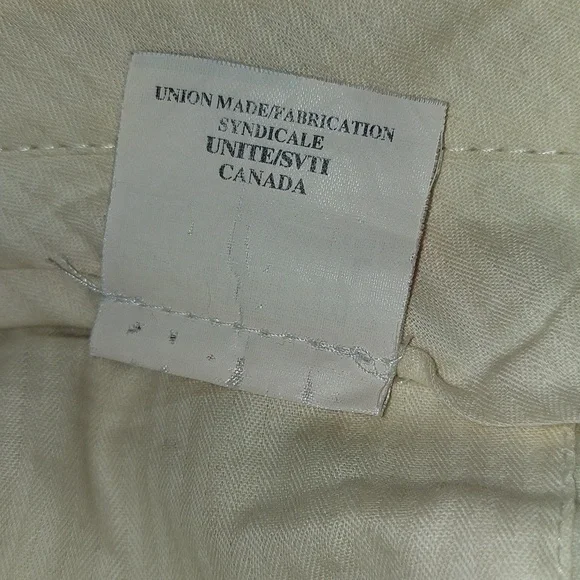 UNION MADE/FABRICATION
SYNDICALE
UNITE/SVTI
CANADA